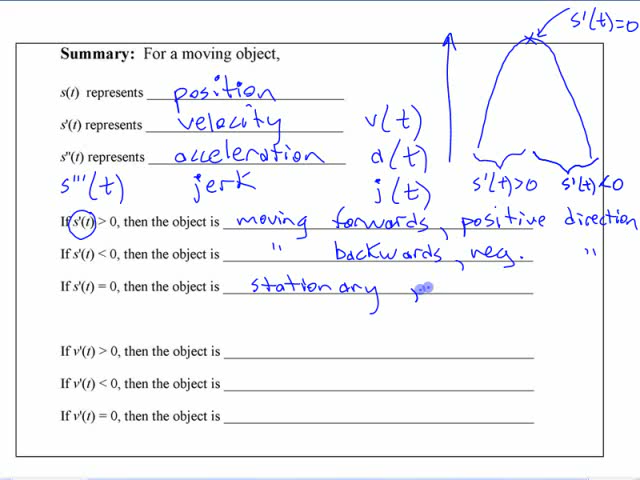 s'(t)=0
Summary: For a moving object,
s(t) represents position
s'(t) represents velocity v(t)
s"(t) represents acceleration a(t)
s'''(t) jerk j(t)
s'(t)>0 s'(t)<0
If s'(t) > 0, then the object is moving forwards, positive direction
If s'(t) < 0, then the object is " backwards, neg. "
If s'(t) = 0, then the object is stationary ,
If v'(t) > 0, then the object is
If v'(t) < 0, then the object is
If v'(t) = 0, then the object is